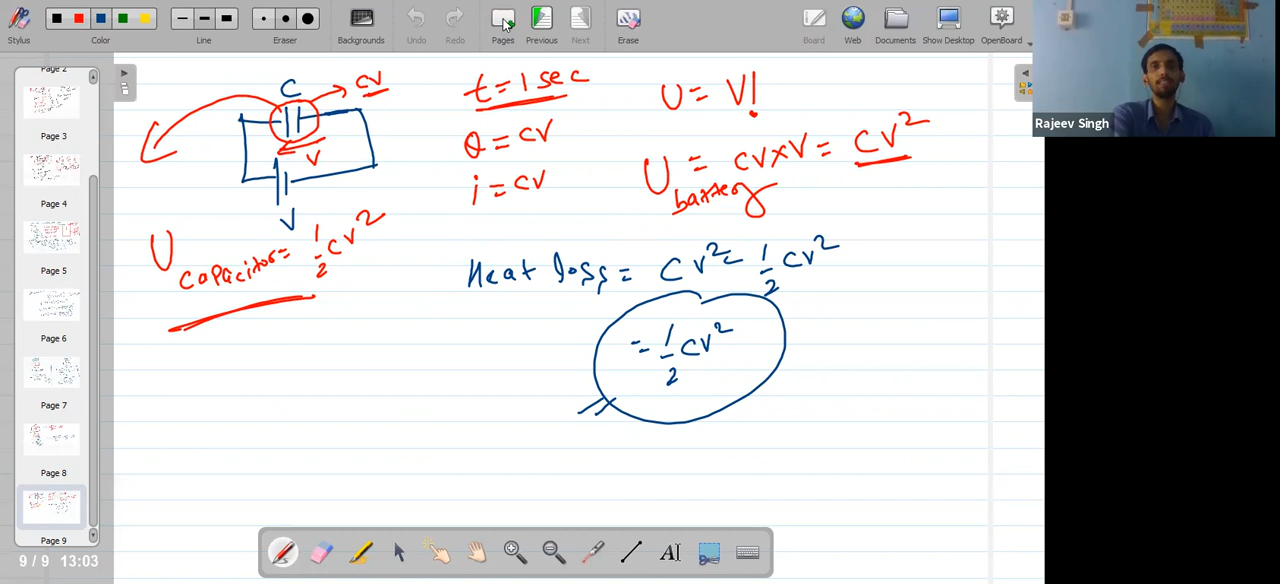 Stylus
Color
Line
Eraser
Backgrounds
Undo
Redo
Pages
Previous
Next
Erase
Board
Web
Documents
Show Desktop
OpenBoard
Rajeev Singh
Page 2
Page 3
Page 4
Page 5
Page 6
Page 7
Page 8
Page 9
9 / 9 13:03
C
CV
V
V
U capacitor = 1/2 CV²
t = 1 sec
Q = CV
i = CV
U = Vi
U battery = CV×V = CV²
Heat loss = CV² - 1/2 CV²
= 1/2 CV²